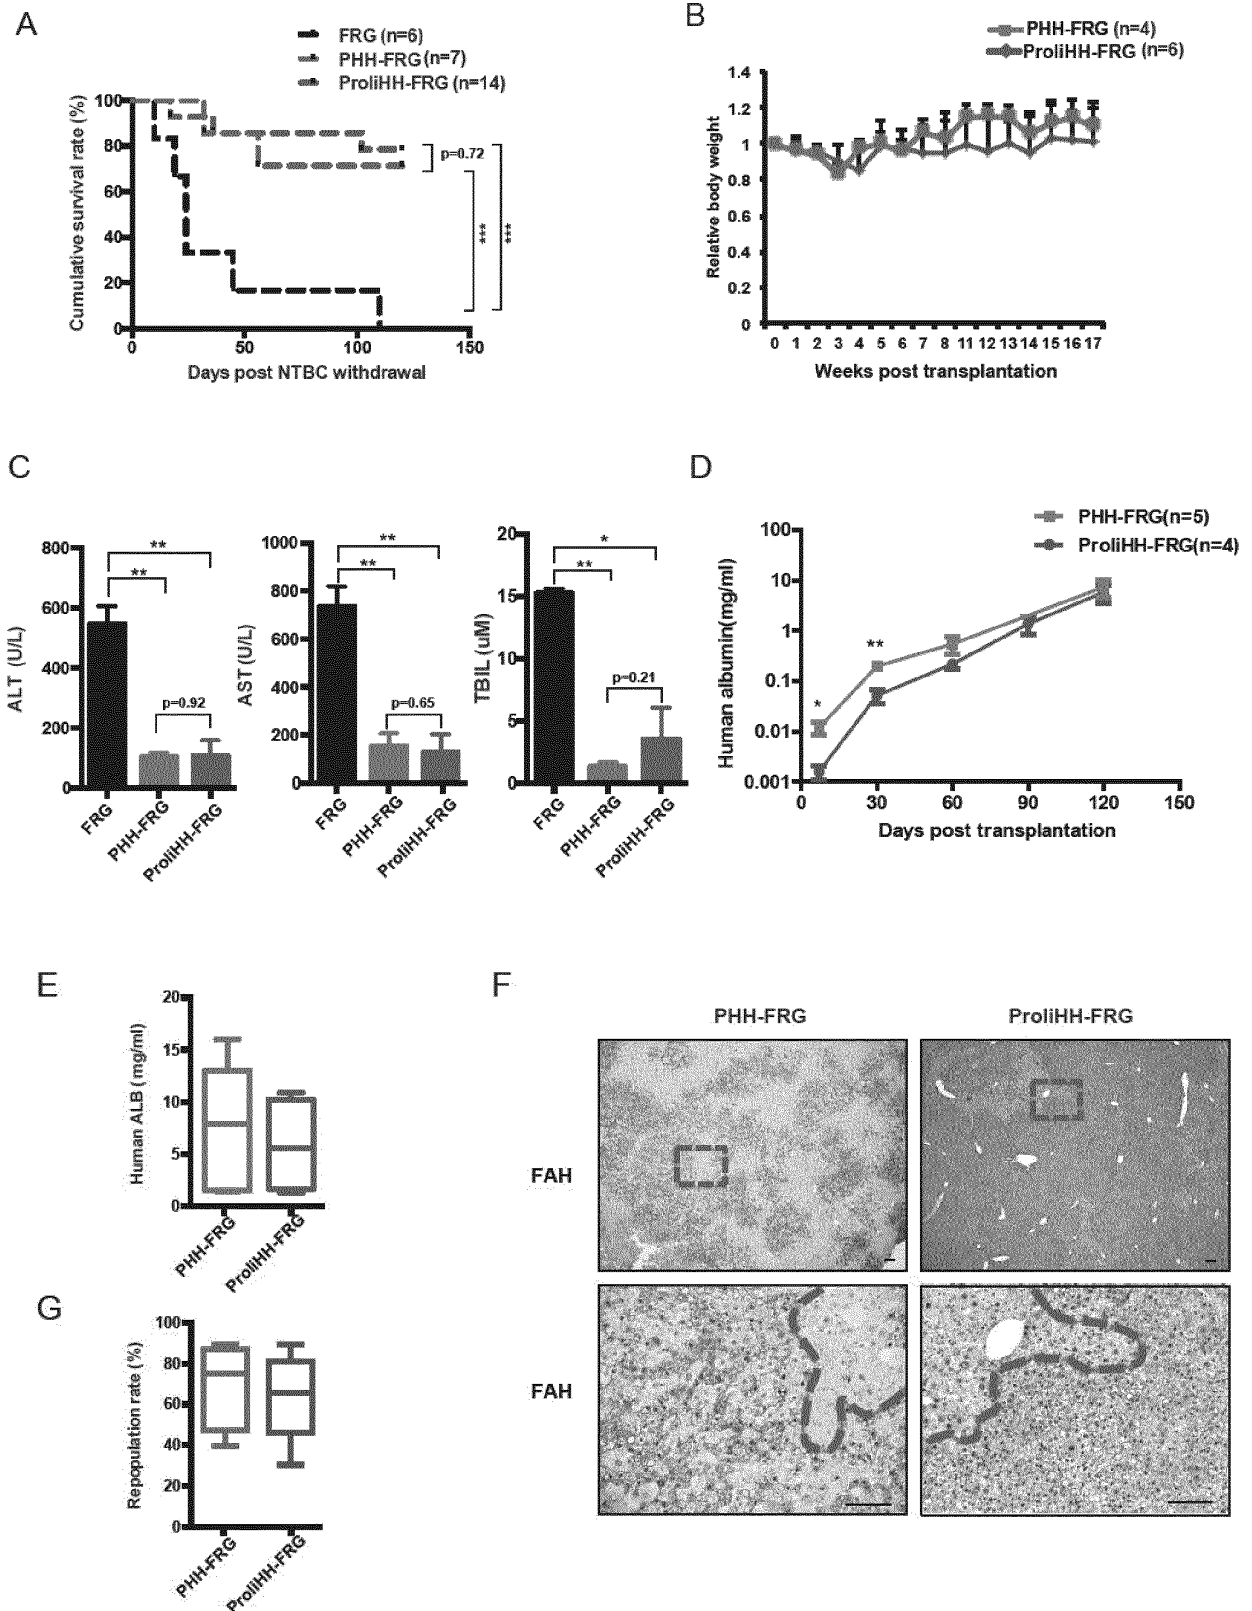 A
FRG (n=6)
PHH-FRG (n=7)
ProliHH-FRG (n=14)
Cumulative survival rate (%)
100
80
60
40
20
0
p=0.72
***
***
0 50 100 150
Days post NTBC withdrawal
B
PHH-FRG (n=4)
ProliHH-FRG (n=6)
Relative body weight
1.4
1.2
1
0.8
0.6
0.4
0.2
0
0 1 2 3 4 5 6 7 8 11 12 13 14 15 16 17
Weeks post transplantation
C
ALT (U/L)
800
600
400
200
0
**
**
p=0.92
FRG
PHH-FRG
ProliHH-FRG
AST (U/L)
1000
800
600
400
200
0
**
**
p=0.65
FRG
PHH-FRG
ProliHH-FRG
TBIL (uM)
20
15
10
5
0
*
**
p=0.21
FRG
PHH-FRG
ProliHH-FRG
D
PHH-FRG(n=5)
ProliHH-FRG(n=4)
Human albumin(mg/ml)
100
10
1
0.1
0.01
0.001
*
**
0 30 60 90 120 150
Days post transplantation
E
Human ALB (mg/ml)
20
15
10
5
0
PHH-FRG
ProliHH-FRG
F
PHH-FRG
ProliHH-FRG
FAH
FAH
G
Repopulation rate (%)
100
80
60
40
20
0
PHH-FRG
ProliHH-FRG